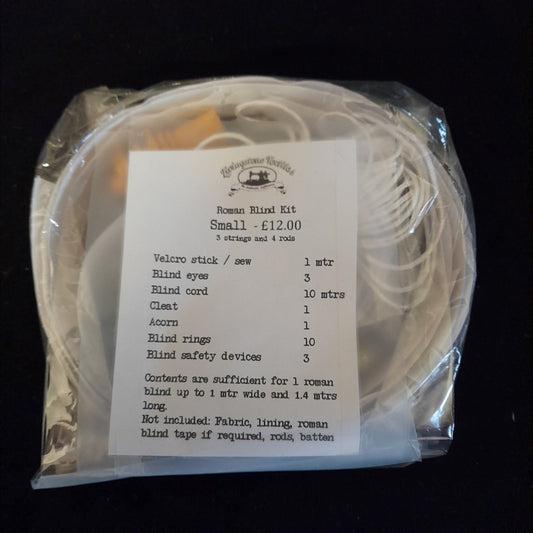 Livingstone Textiles
Roman Blind Kit
Small - £12.00
3 strings and 4 rods
Velcro stick / sew 1 mtr
Blind eyes 3
Blind cord 10 mtrs
Cleat 1
Acorn 1
Blind rings 10
Blind safety devices 3
Contents are sufficient for 1 roman
blind up to 1 mtr wide and 1.4 mtrs
long.
Not included: Fabric, lining, roman
blind tape if required, rods, batten